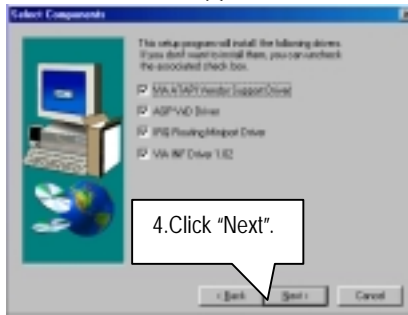 Select Components
This setup program will install the following drivers.
If you don't want to install them, you can uncheck
the associated check box.
VIA ATAPI Vendor Support Driver
AGP VxD Driver
IRQ Routing Miniport Driver
VIA INF Driver 1.02
4.Click “Next”.
< Back
Next >
Cancel